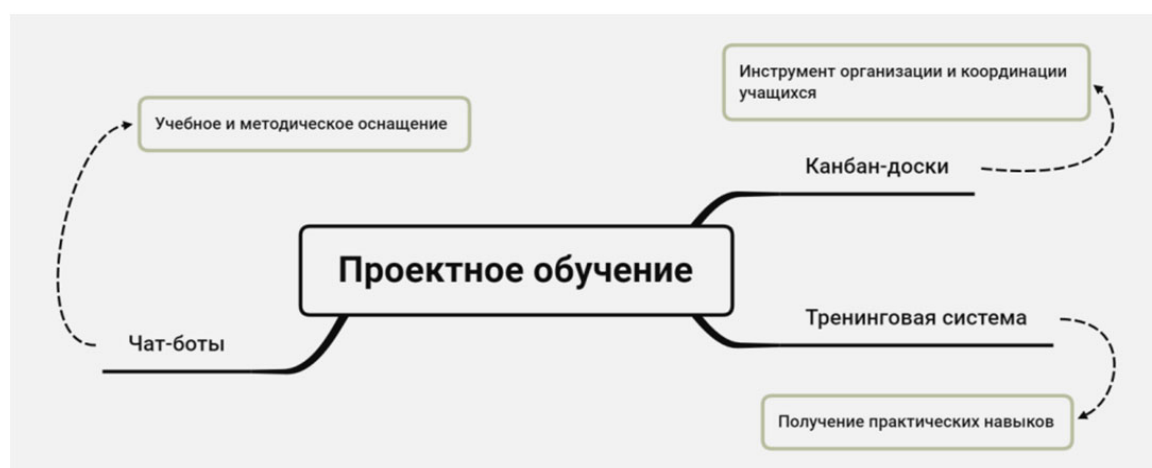 Инструмент организации и координации
учащихся
Учебное и методическое оснащение
Канбан-доски
Проектное обучение
Тренинговая система
Чат-боты
Получение практических навыков